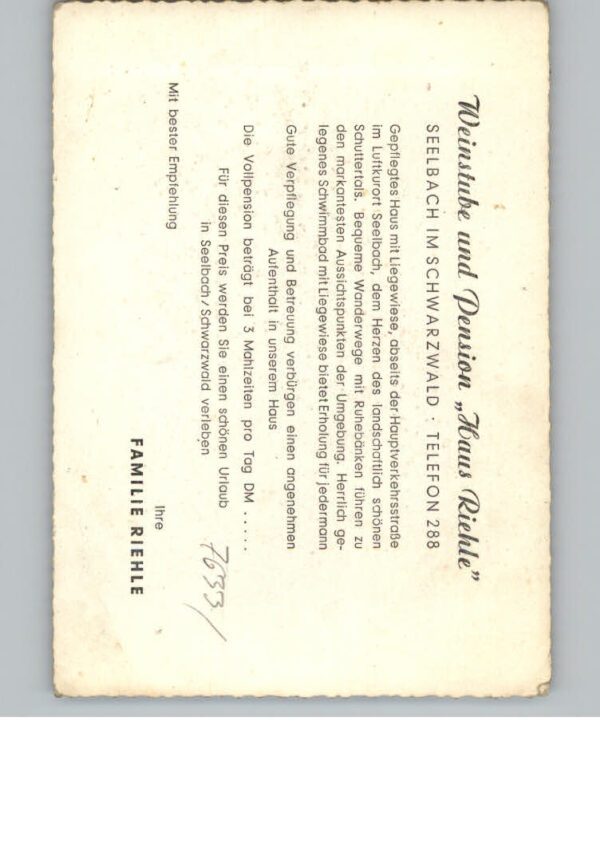 Weinstube und Pension „Haus Riehle”
SEELBACH IM SCHWARZWALD · TELEFON 288
Gepflegtes Haus mit Liegewiese, abseits der Hauptverkehrsstraße
im Luftkurort Seelbach, dem Herzen des landschaftlich schönen
Schuttertals. Bequeme Wanderwege mit Ruhebänken führen zu
den markantesten Aussichtspunkten der Umgebung. Herrlich ge-
legenes Schwimmbad mit Liegewiese bietet Erholung für jedermann
Gute Verpflegung und Betreuung verbürgen einen angenehmen
Aufenthalt in unserem Haus
Die Vollpension beträgt bei 3 Mahlzeiten pro Tag DM . . . . .
Für diesen Preis werden Sie einen schönen Urlaub
in Seelbach/Schwarzwald verleben
7633/
Mit bester Empfehlung
Ihre
FAMILIE RIEHLE